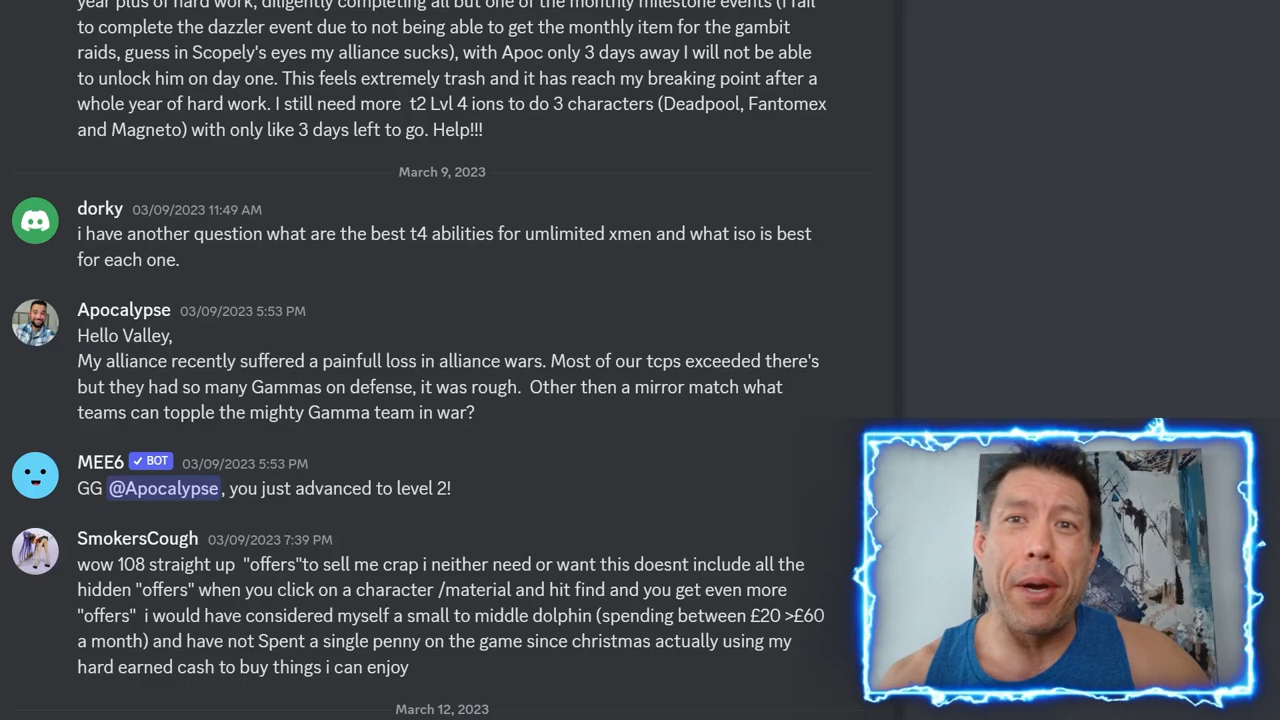 year plus of hard work, diligently completing all but one of the monthly milestone events (I fail
to complete the dazzler event due to not being able to get the monthly item for the gambit
raids, guess in Scopely's eyes my alliance sucks), with Apoc only 3 days away I will not be able
to unlock him on day one. This feels extremely trash and it has reach my breaking point after a
whole year of hard work. I still need more  t2 Lvl 4 ions to do 3 characters (Deadpool, Fantomex
and Magneto) with only like 3 days left to go. Help!!!
March 9, 2023
dorky 03/09/2023 11:49 AM
i have another question what are the best t4 abilities for umlimited xmen and what iso is best
for each one.
Apocalypse 03/09/2023 5:53 PM
Hello Valley,
My alliance recently suffered a painfull loss in alliance wars. Most of our tcps exceeded there's
but they had so many Gammas on defense, it was rough.  Other then a mirror match what
teams can topple the mighty Gamma team in war?
MEE6 ✓ BOT 03/09/2023 5:53 PM
GG @Apocalypse, you just advanced to level 2!
SmokersCough 03/09/2023 7:39 PM
wow 108 straight up  "offers"to sell me crap i neither need or want this doesnt include all the
hidden "offers" when you click on a character /material and hit find and you get even more
"offers"  i would have considered myself a small to middle dolphin (spending between £20 >£60
a month) and have not Spent a single penny on the game since christmas actually using my
hard earned cash to buy things i can enjoy
March 12, 2023